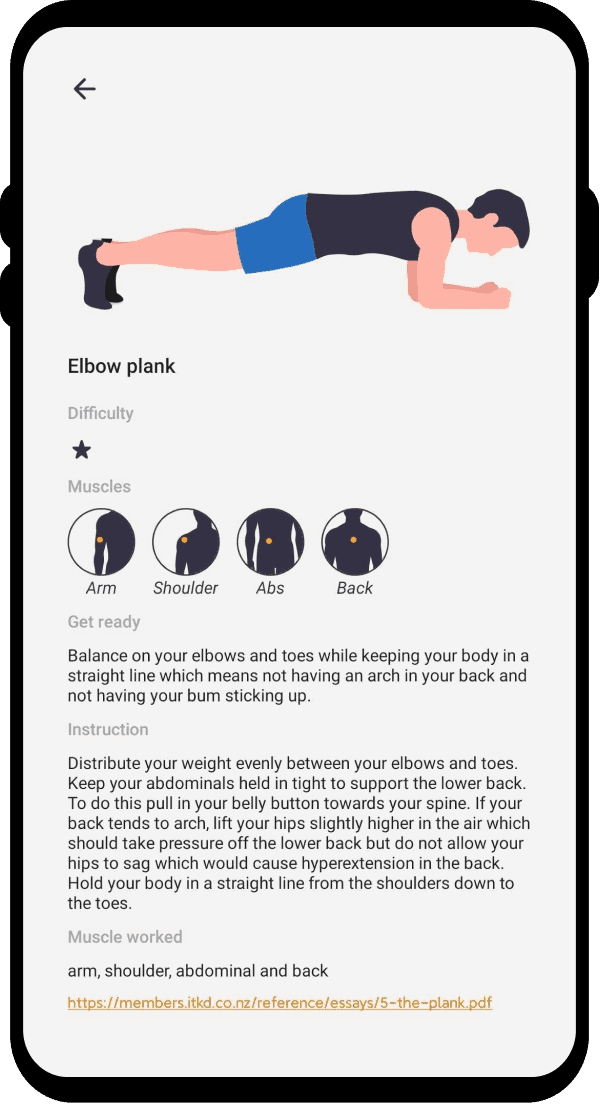 Elbow plank
Difficulty
Muscles
Arm Shoulder Abs Back
Get ready
Balance on your elbows and toes while keeping your body in a
straight line which means not having an arch in your back and
not having your bum sticking up.
Instruction
Distribute your weight evenly between your elbows and toes.
Keep your abdominals held in tight to support the lower back.
To do this pull in your belly button towards your spine. If your
back tends to arch, lift your hips slightly higher in the air which
should take pressure off the lower back but do not allow your
hips to sag which would cause hyperextension in the back.
Hold your body in a straight line from the shoulders down to
the toes.
Muscle worked
arm, shoulder, abdominal and back
https://members.itkd.co.nz/reference/essays/5-the-plank.pdf